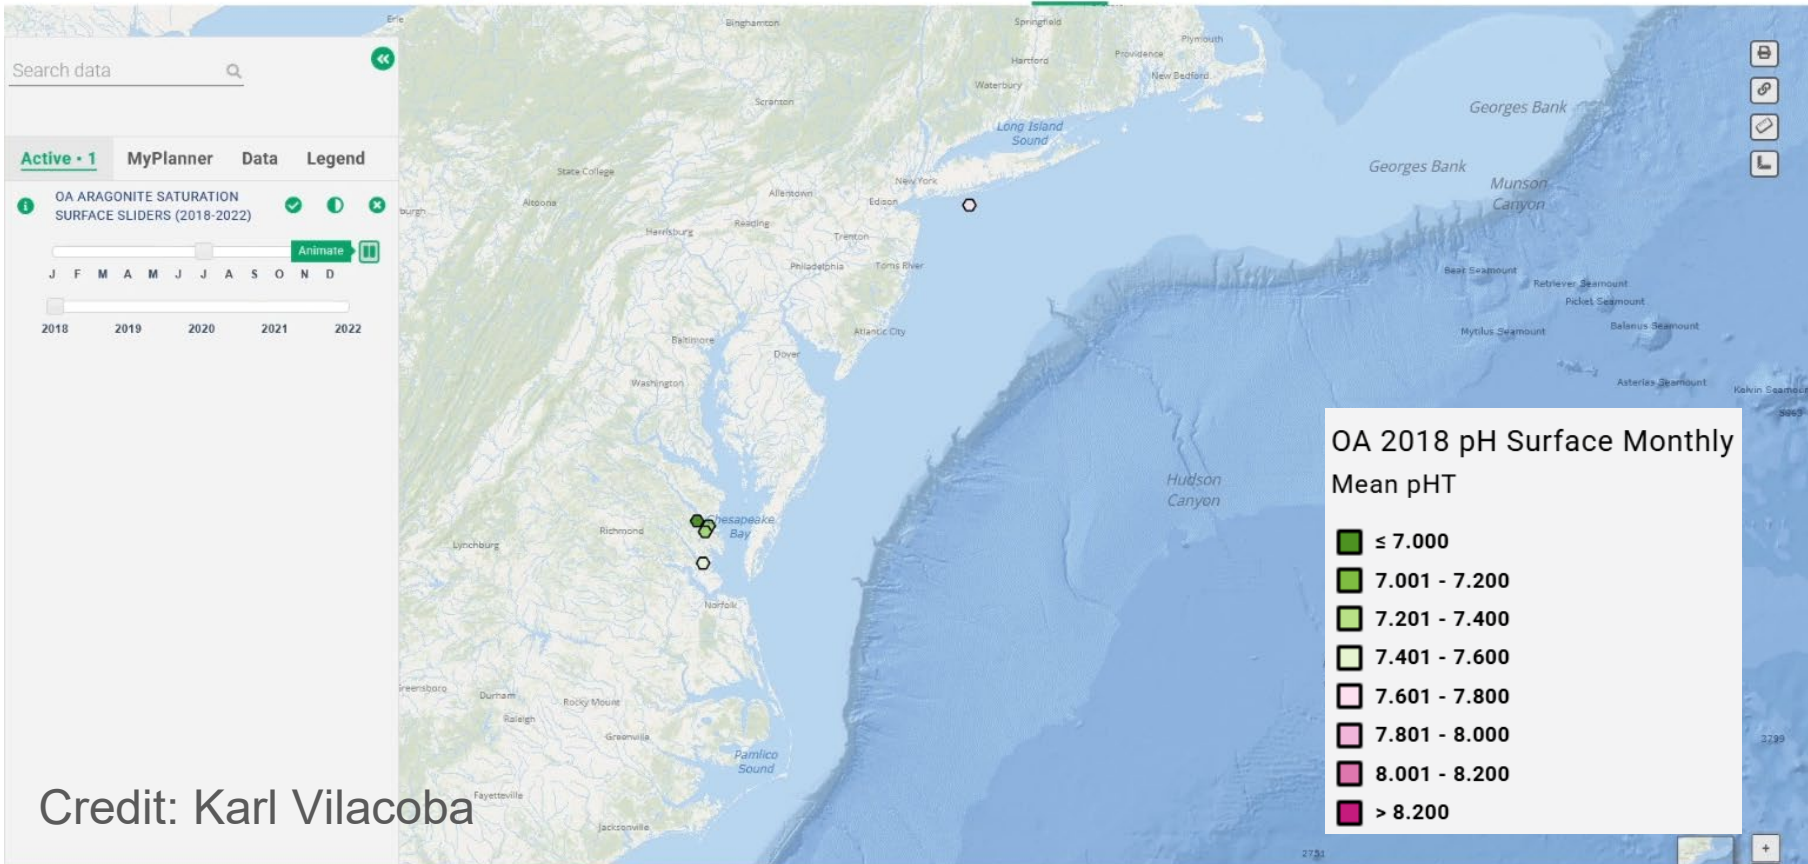 Search data
Active • 1 MyPlanner Data Legend
OA ARAGONITE SATURATION
SURFACE SLIDERS (2018-2022)
Animate
J F M A M J J A S O N D
2018 2019 2020 2021 2022
Credit: Karl Vilacoba
Erie
Binghamton
Springfield
Plymouth
Hartford
Providence
New Bedford
Waterbury
Scranton
Long Island
Sound
Georges Bank
Georges Bank
Munson
Canyon
State College
Altoona
Allentown
New York
Edison
burgh
Harrisburg
Reading
Trenton
Philadelphia
Toms River
Bear Seamount
Retriever Seamount
Picket Seamount
Balanus Seamount
Mytilus Seamount
Asterias Seamount
Kelvin Seamour
Atlantic City
Baltimore
Dover
Washington
Hudson
Canyon
Chesapeake
Bay
Richmond
Lynchburg
Norfolk
reensboro
Durham
Rocky Mount
Raleigh
Greenville
Pamlico
Sound
Fayetteville
Jacksonville
3799
2751
OA 2018 pH Surface Monthly
Mean pHT
≤ 7.000
7.001 - 7.200
7.201 - 7.400
7.401 - 7.600
7.601 - 7.800
7.801 - 8.000
8.001 - 8.200
> 8.200
+